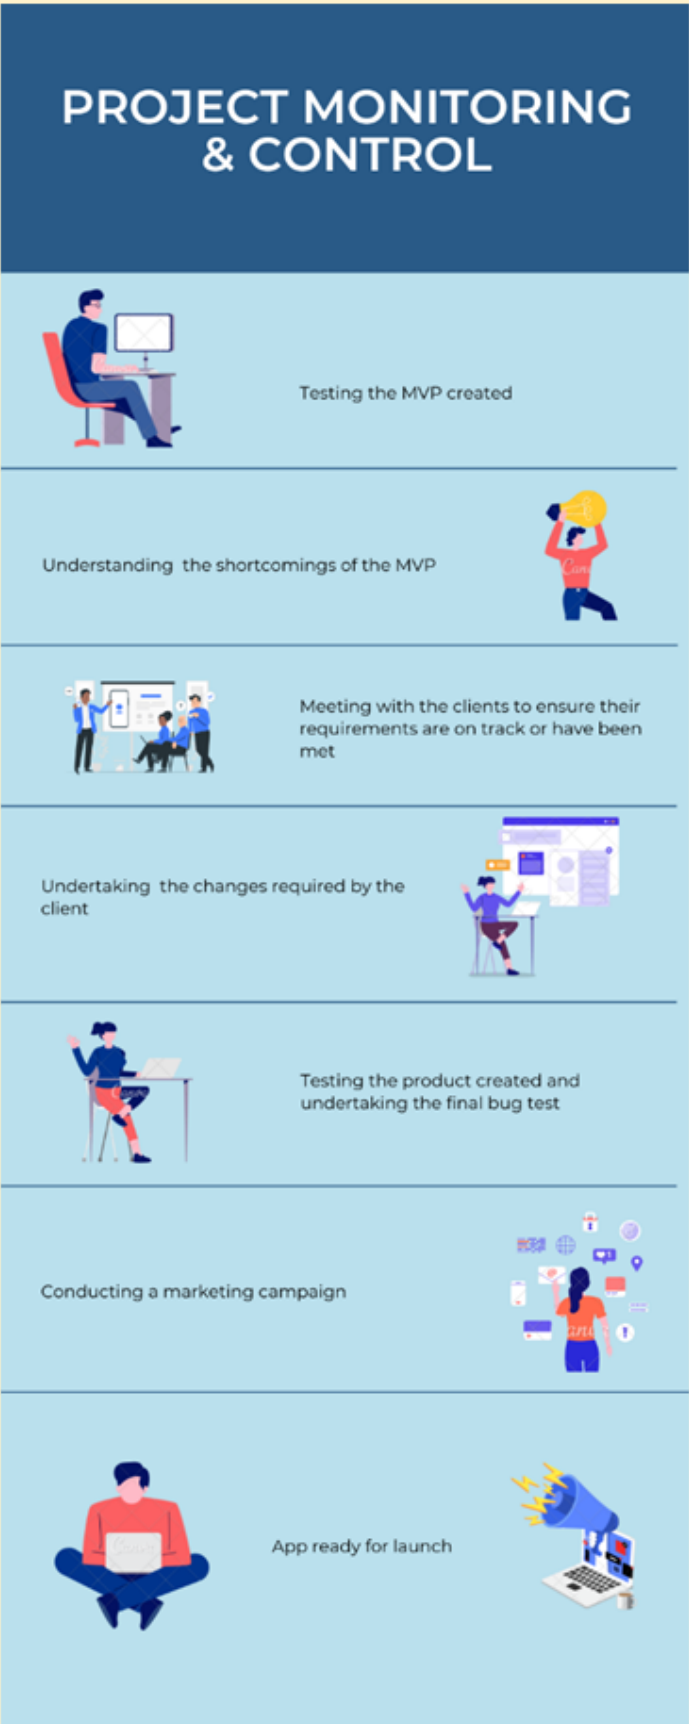 PROJECT MONITORING
& CONTROL
Testing the MVP created
Understanding the shortcomings of the MVP
Meeting with the clients to ensure their
requirements are on track or have been
met
Undertaking the changes required by the
client
Testing the product created and
undertaking the final bug test
Conducting a marketing campaign
App ready for launch